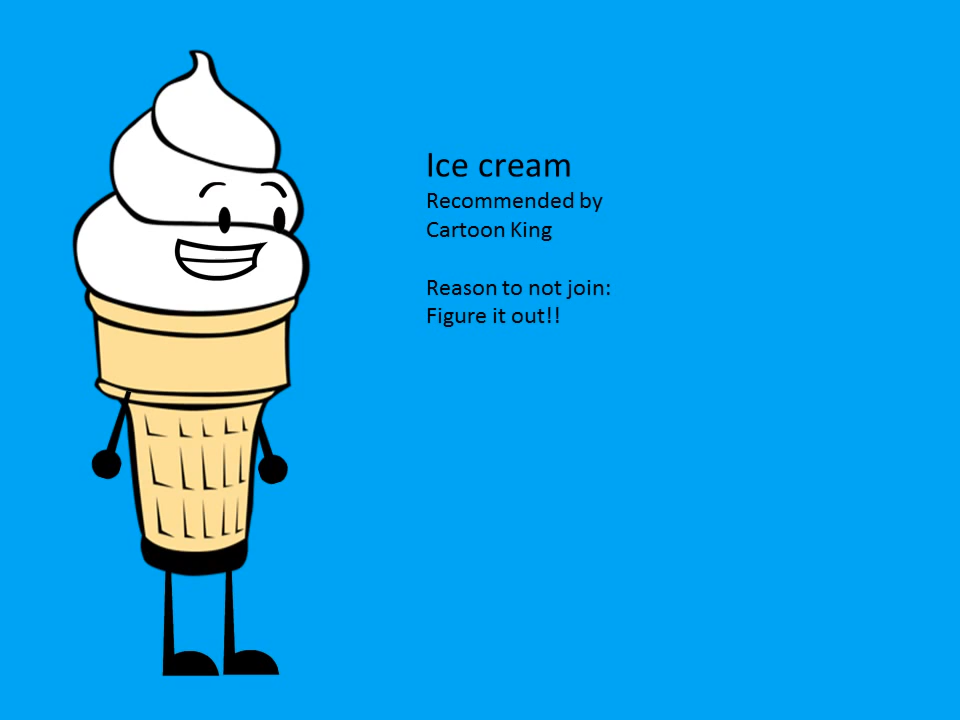 Ice cream
Recommended by
Cartoon King
Reason to not join:
Figure it out!!